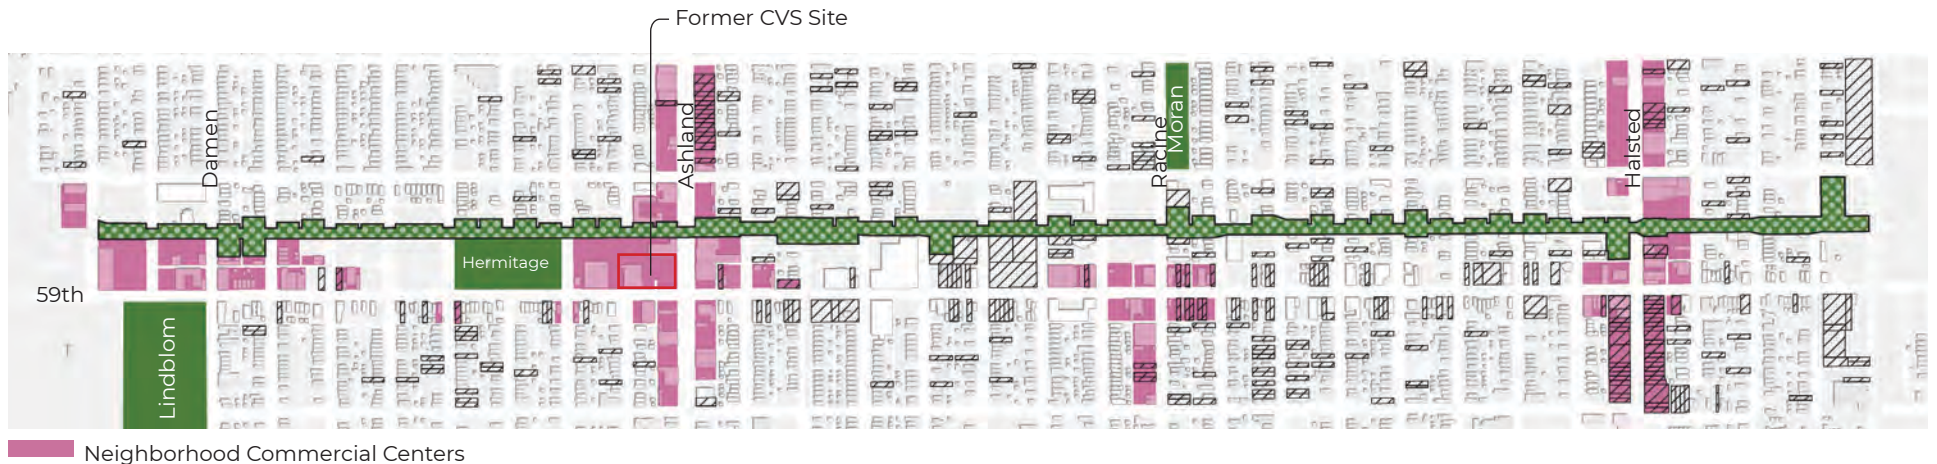 Former CVS Site
Damen
Ashland
Racine
Moran
Halsted
Hermitage
59th
Lindblom
Neighborhood Commercial Centers